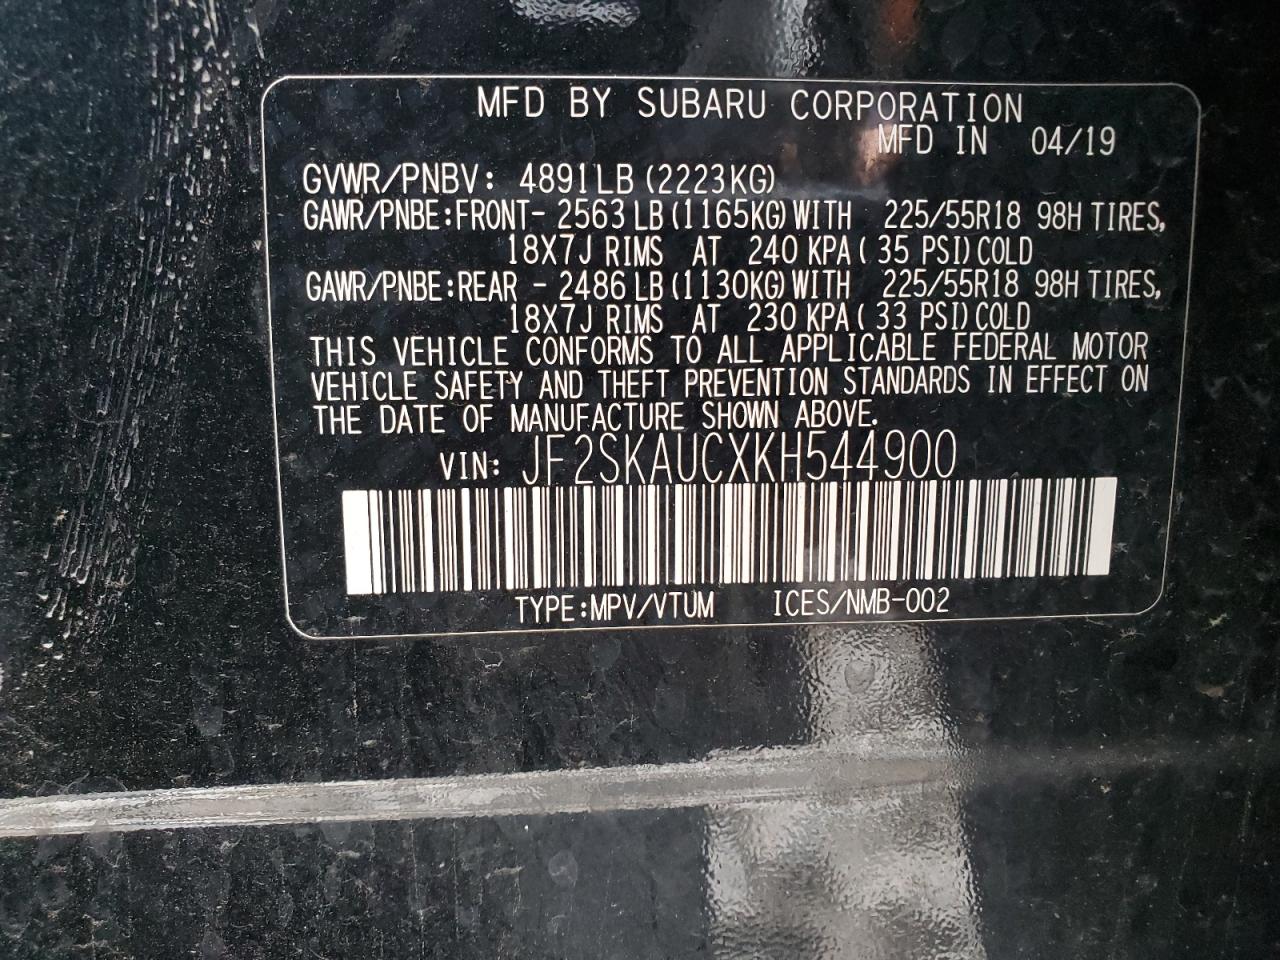 MFD BY SUBARU CORPORATION
MFD IN 04/19
GVWR/PNBV: 4891LB (2223KG)
GAWR/PNBE:FRONT- 2563 LB (1165KG) WITH 225/55R18 98H TIRES,
18X7J RIMS AT 240 KPA ( 35 PSI) COLD
GAWR/PNBE:REAR - 2486 LB (1130KG) WITH 225/55R18 98H TIRES,
18X7J RIMS AT 230 KPA ( 33 PSI) COLD
THIS VEHICLE CONFORMS TO ALL APPLICABLE FEDERAL MOTOR
VEHICLE SAFETY AND THEFT PREVENTION STANDARDS IN EFFECT ON
THE DATE OF MANUFACTURE SHOWN ABOVE.
VIN: JF2SKAUCXKH544900
TYPE:MPV/VTUM ICES/NMB-002